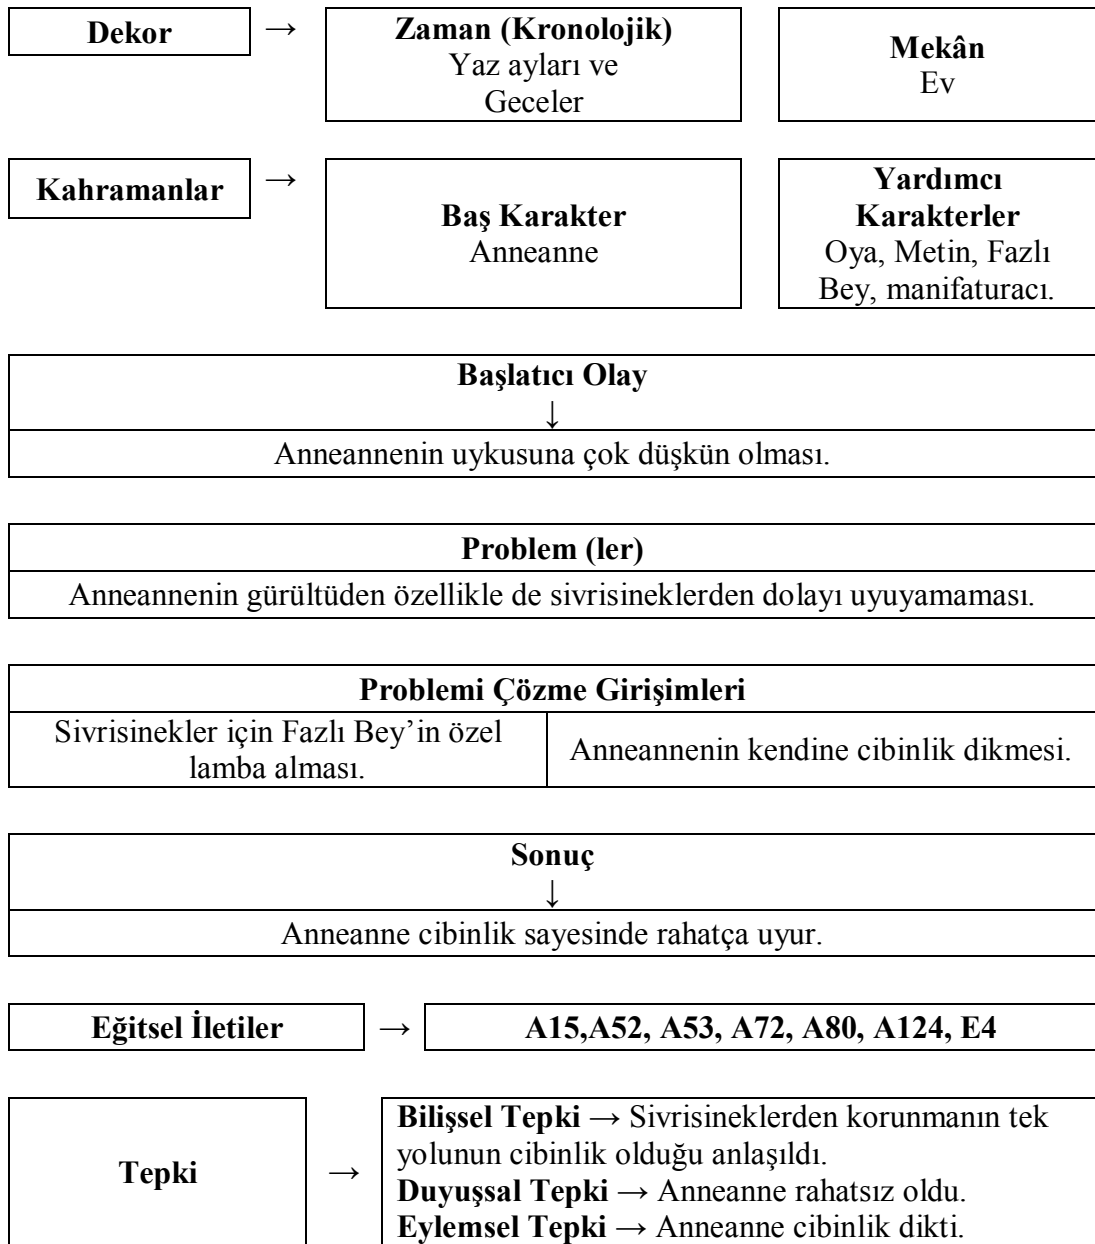 Dekor → Zaman (Kronolojik)
Yaz ayları ve
Geceler
Mekân
Ev
Kahramanlar → Baş Karakter
Anneanne
Yardımcı
Karakterler
Oya, Metin, Fazlı
Bey, manifaturacı.
Başlatıcı Olay
↓
Anneannenin uykusuna çok düşkün olması.
Problem (ler)
Anneannenin gürültüden özellikle de sivrisineklerden dolayı uyuyamaması.
Problemi Çözme Girişimleri
Sivrisinekler için Fazlı Bey’in özel
lamba alması.
Anneannenin kendine cibinlik dikmesi.
Sonuç
↓
Anneanne cibinlik sayesinde rahatça uyur.
Eğitsel İletiler → A15,A52, A53, A72, A80, A124, E4
Tepki →
Bilişsel Tepki → Sivrisineklerden korunmanın tek
yolunun cibinlik olduğu anlaşıldı.
Duyuşsal Tepki → Anneanne rahatsız oldu.
Eylemsel Tepki → Anneanne cibinlik dikti.